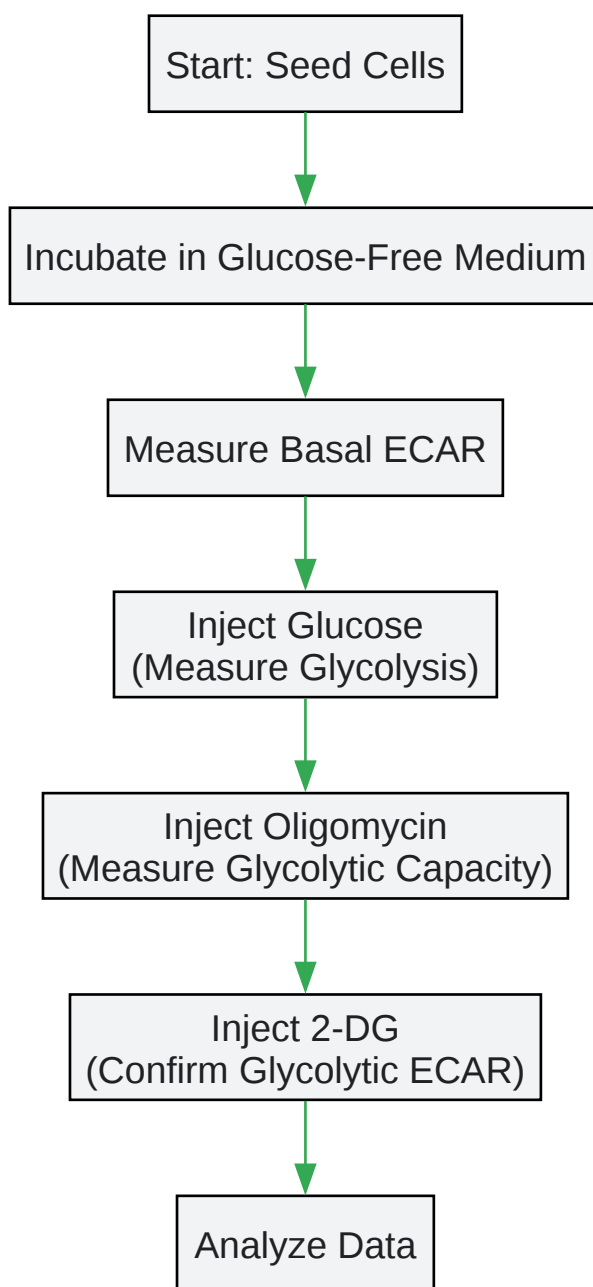 Start: Seed Cells
Incubate in Glucose-Free Medium
Measure Basal ECAR
Inject Glucose
(Measure Glycolysis)
Inject Oligomycin
(Measure Glycolytic Capacity)
Inject 2-DG
(Confirm Glycolytic ECAR)
Analyze Data